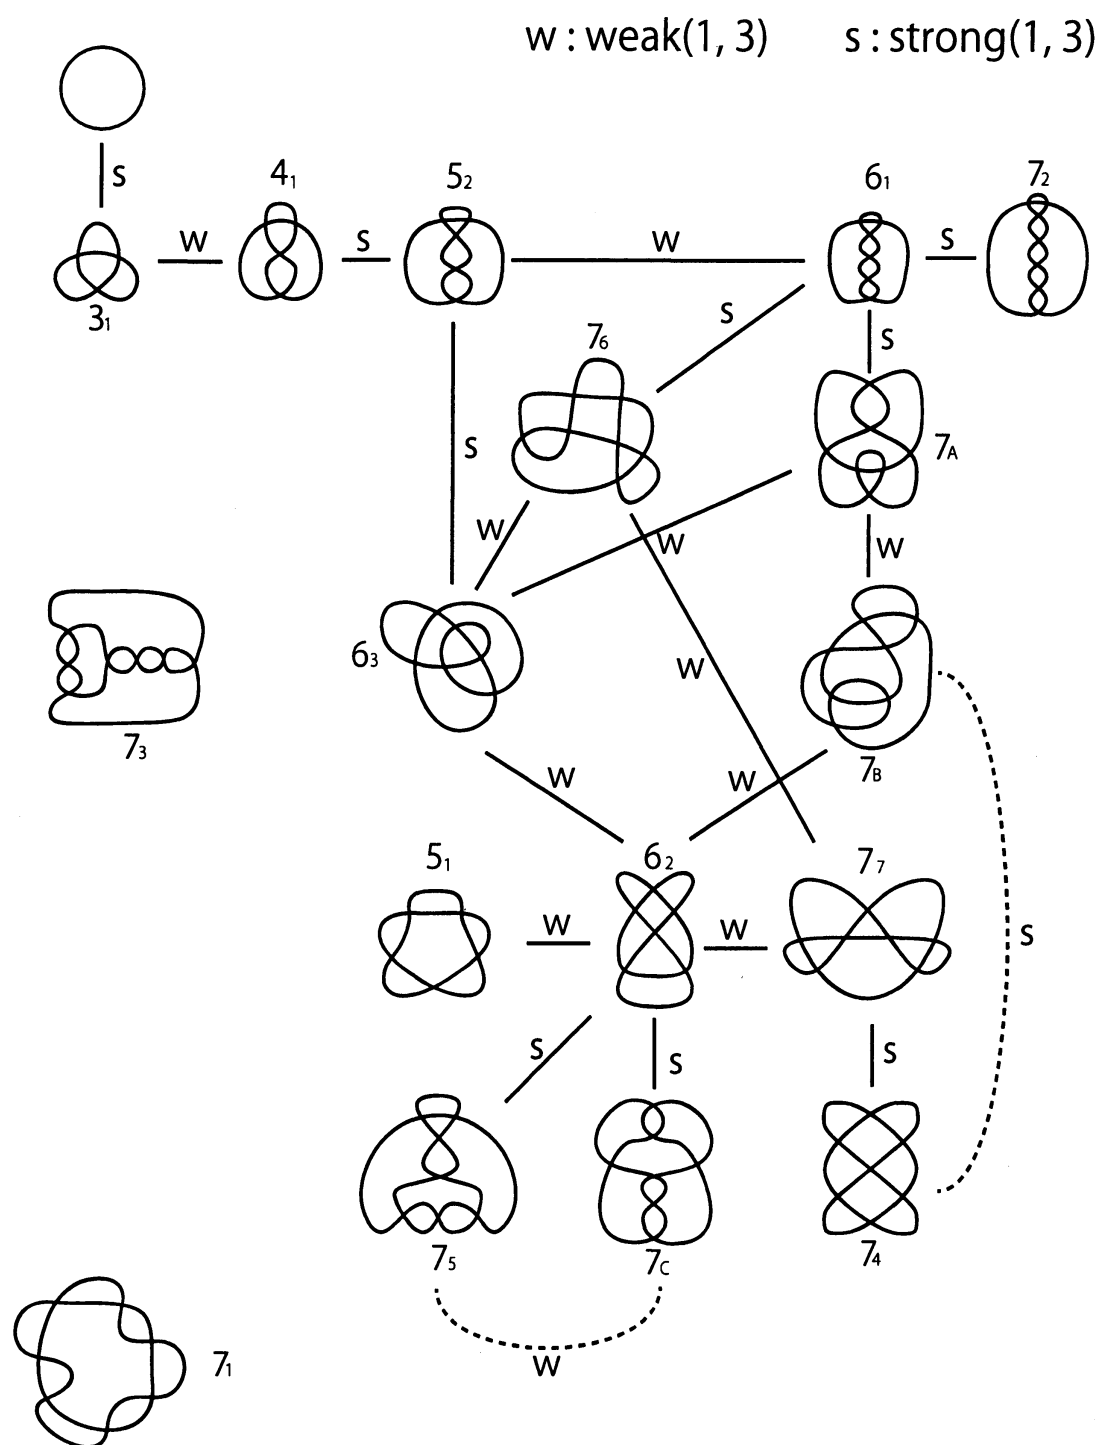 w : weak(1, 3) s : strong(1, 3)
s
4₁ 5₂ 6₁ 7₂
w s w s
3₁
s 7₆ s
7_A
s
w w w
6₃
w
7₃ 7_B
w w
s
5₁ 6₂ 7₇
w w
s s s
7₅ 7_C 7₄
w
7₁